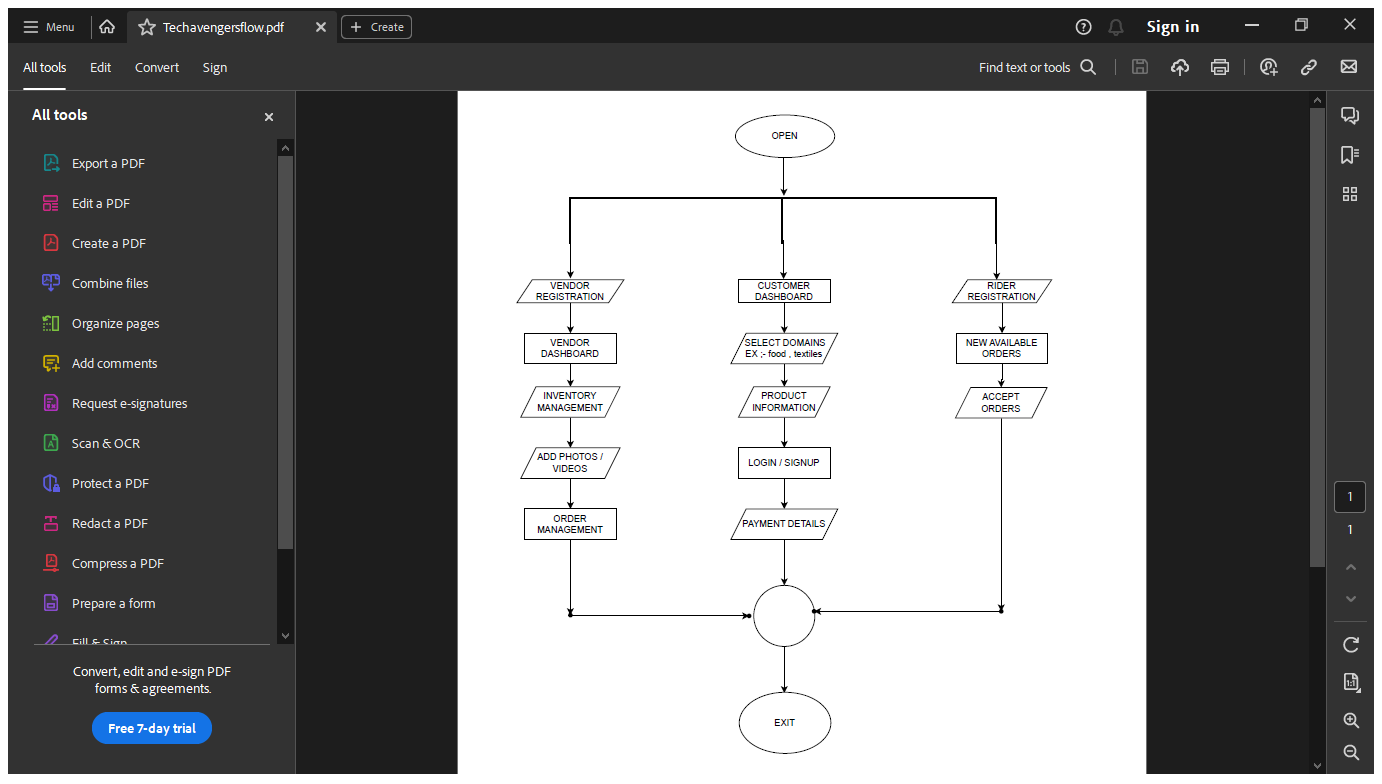 Menu
Techavengersflow.pdf
Create
Sign in
All tools
Edit
Convert
Sign
Find text or tools
All tools
Export a PDF
Edit a PDF
Create a PDF
Combine files
Organize pages
Add comments
Request e-signatures
Scan & OCR
Protect a PDF
Redact a PDF
Compress a PDF
Prepare a form
Fill & Sign
Convert, edit and e-sign PDF
forms & agreements.
Free 7-day trial
OPEN
VENDOR
REGISTRATION
VENDOR
DASHBOARD
INVENTORY
MANAGEMENT
ADD PHOTOS /
VIDEOS
ORDER
MANAGEMENT
CUSTOMER
DASHBOARD
SELECT DOMAINS
EX ;- food , textiles
PRODUCT
INFORMATION
LOGIN / SIGNUP
PAYMENT DETAILS
RIDER
REGISTRATION
NEW AVAILABLE
ORDERS
ACCEPT
ORDERS
EXIT
1
1
1:1